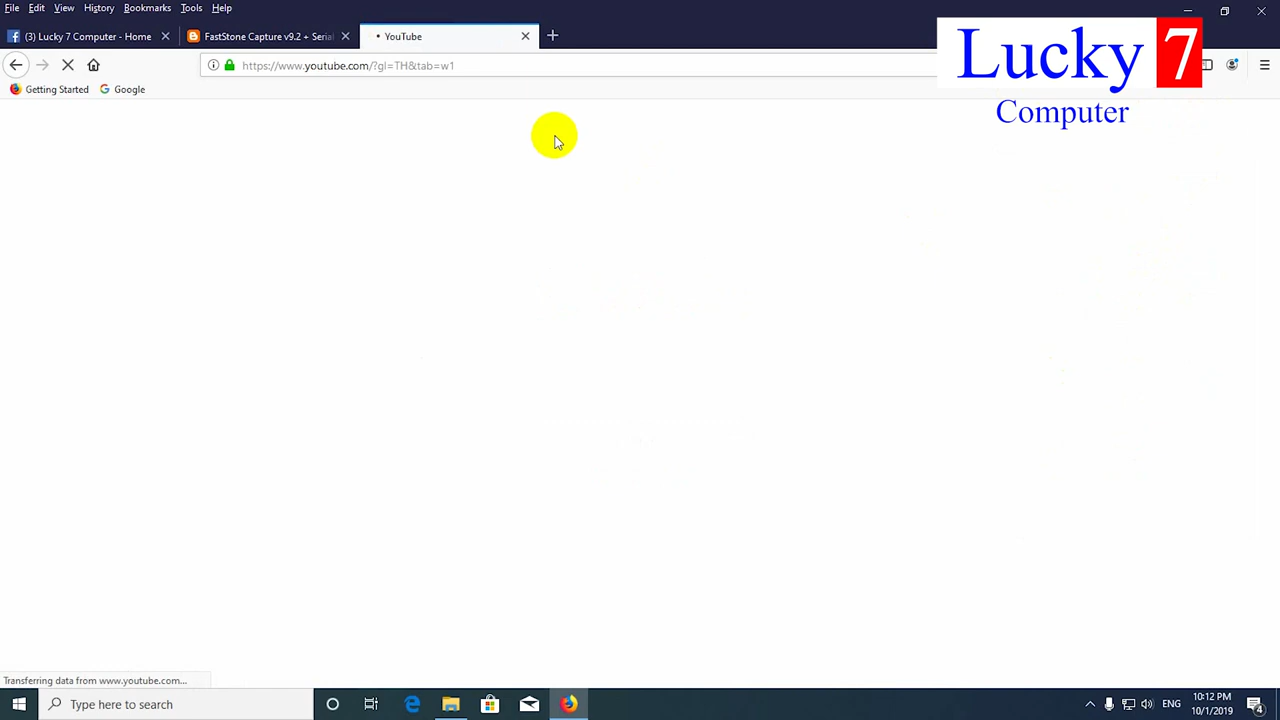 File Edit View History Bookmarks Tools Help
(3) Lucky 7 Computer - Home
FastStone Capture v9.2 + Serial
YouTube
https://www.youtube.com/?gl=TH&tab=w1
Getting Started
Google
Lucky 7
Computer
Transferring data from www.youtube.com...
Type here to search
ENG
10:12 PM
10/1/2019
4